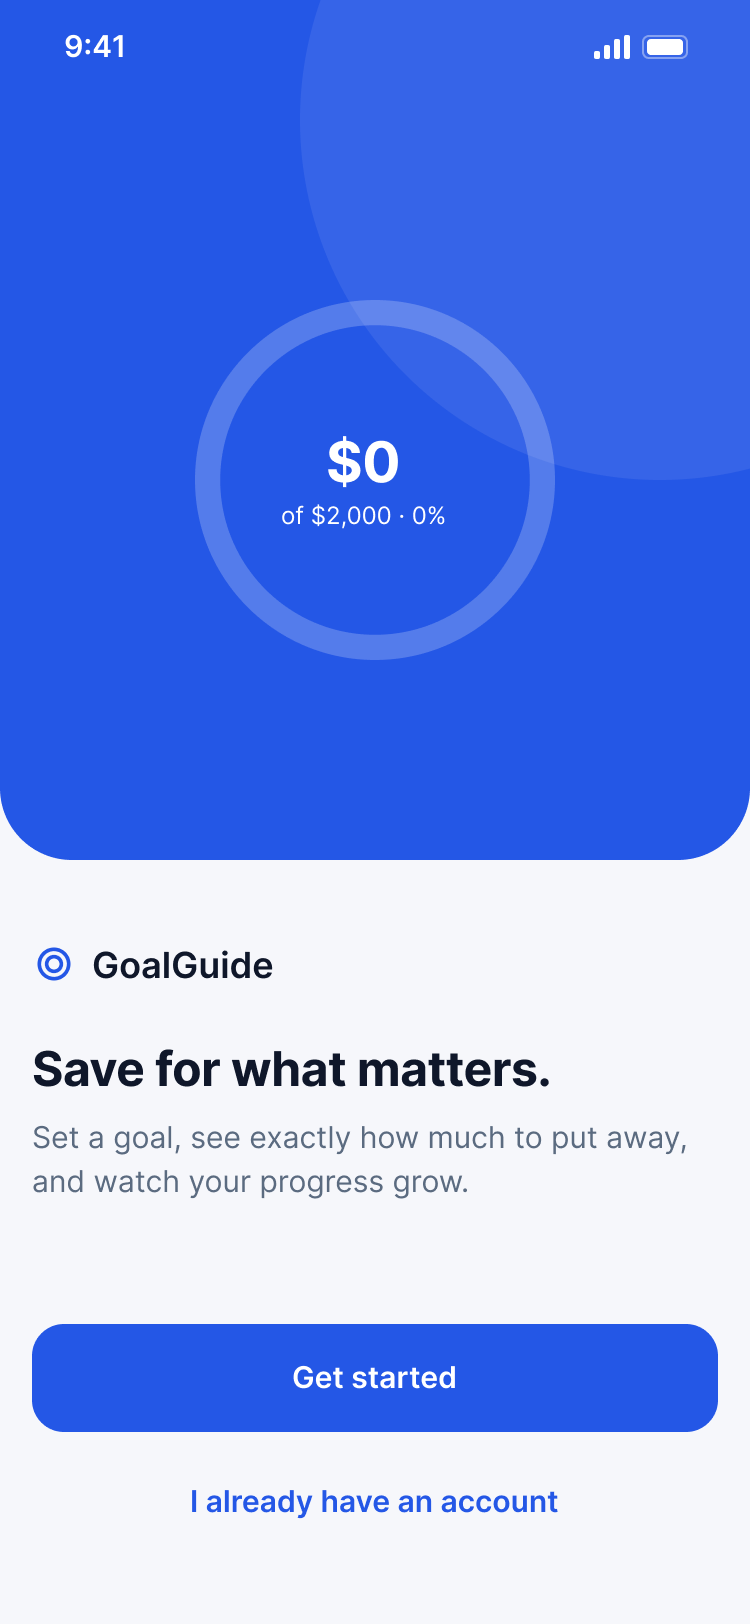 9:41
$0
of $2,000 · 0%
GoalGuide
Save for what matters.
Set a goal, see exactly how much to put away,
and watch your progress grow.
Get started
I already have an account